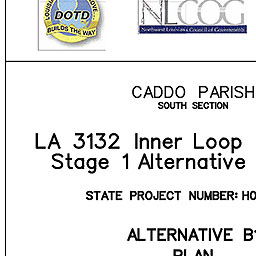 DOTD
BUILDS THE WAY
NLCOG
Northwest Louisiana Council of Governments
CADDO PARISH
SOUTH SECTION
LA 3132 Inner Loop
Stage 1 Alternative
STATE PROJECT NUMBER: HO
ALTERNATIVE B1
PLAN